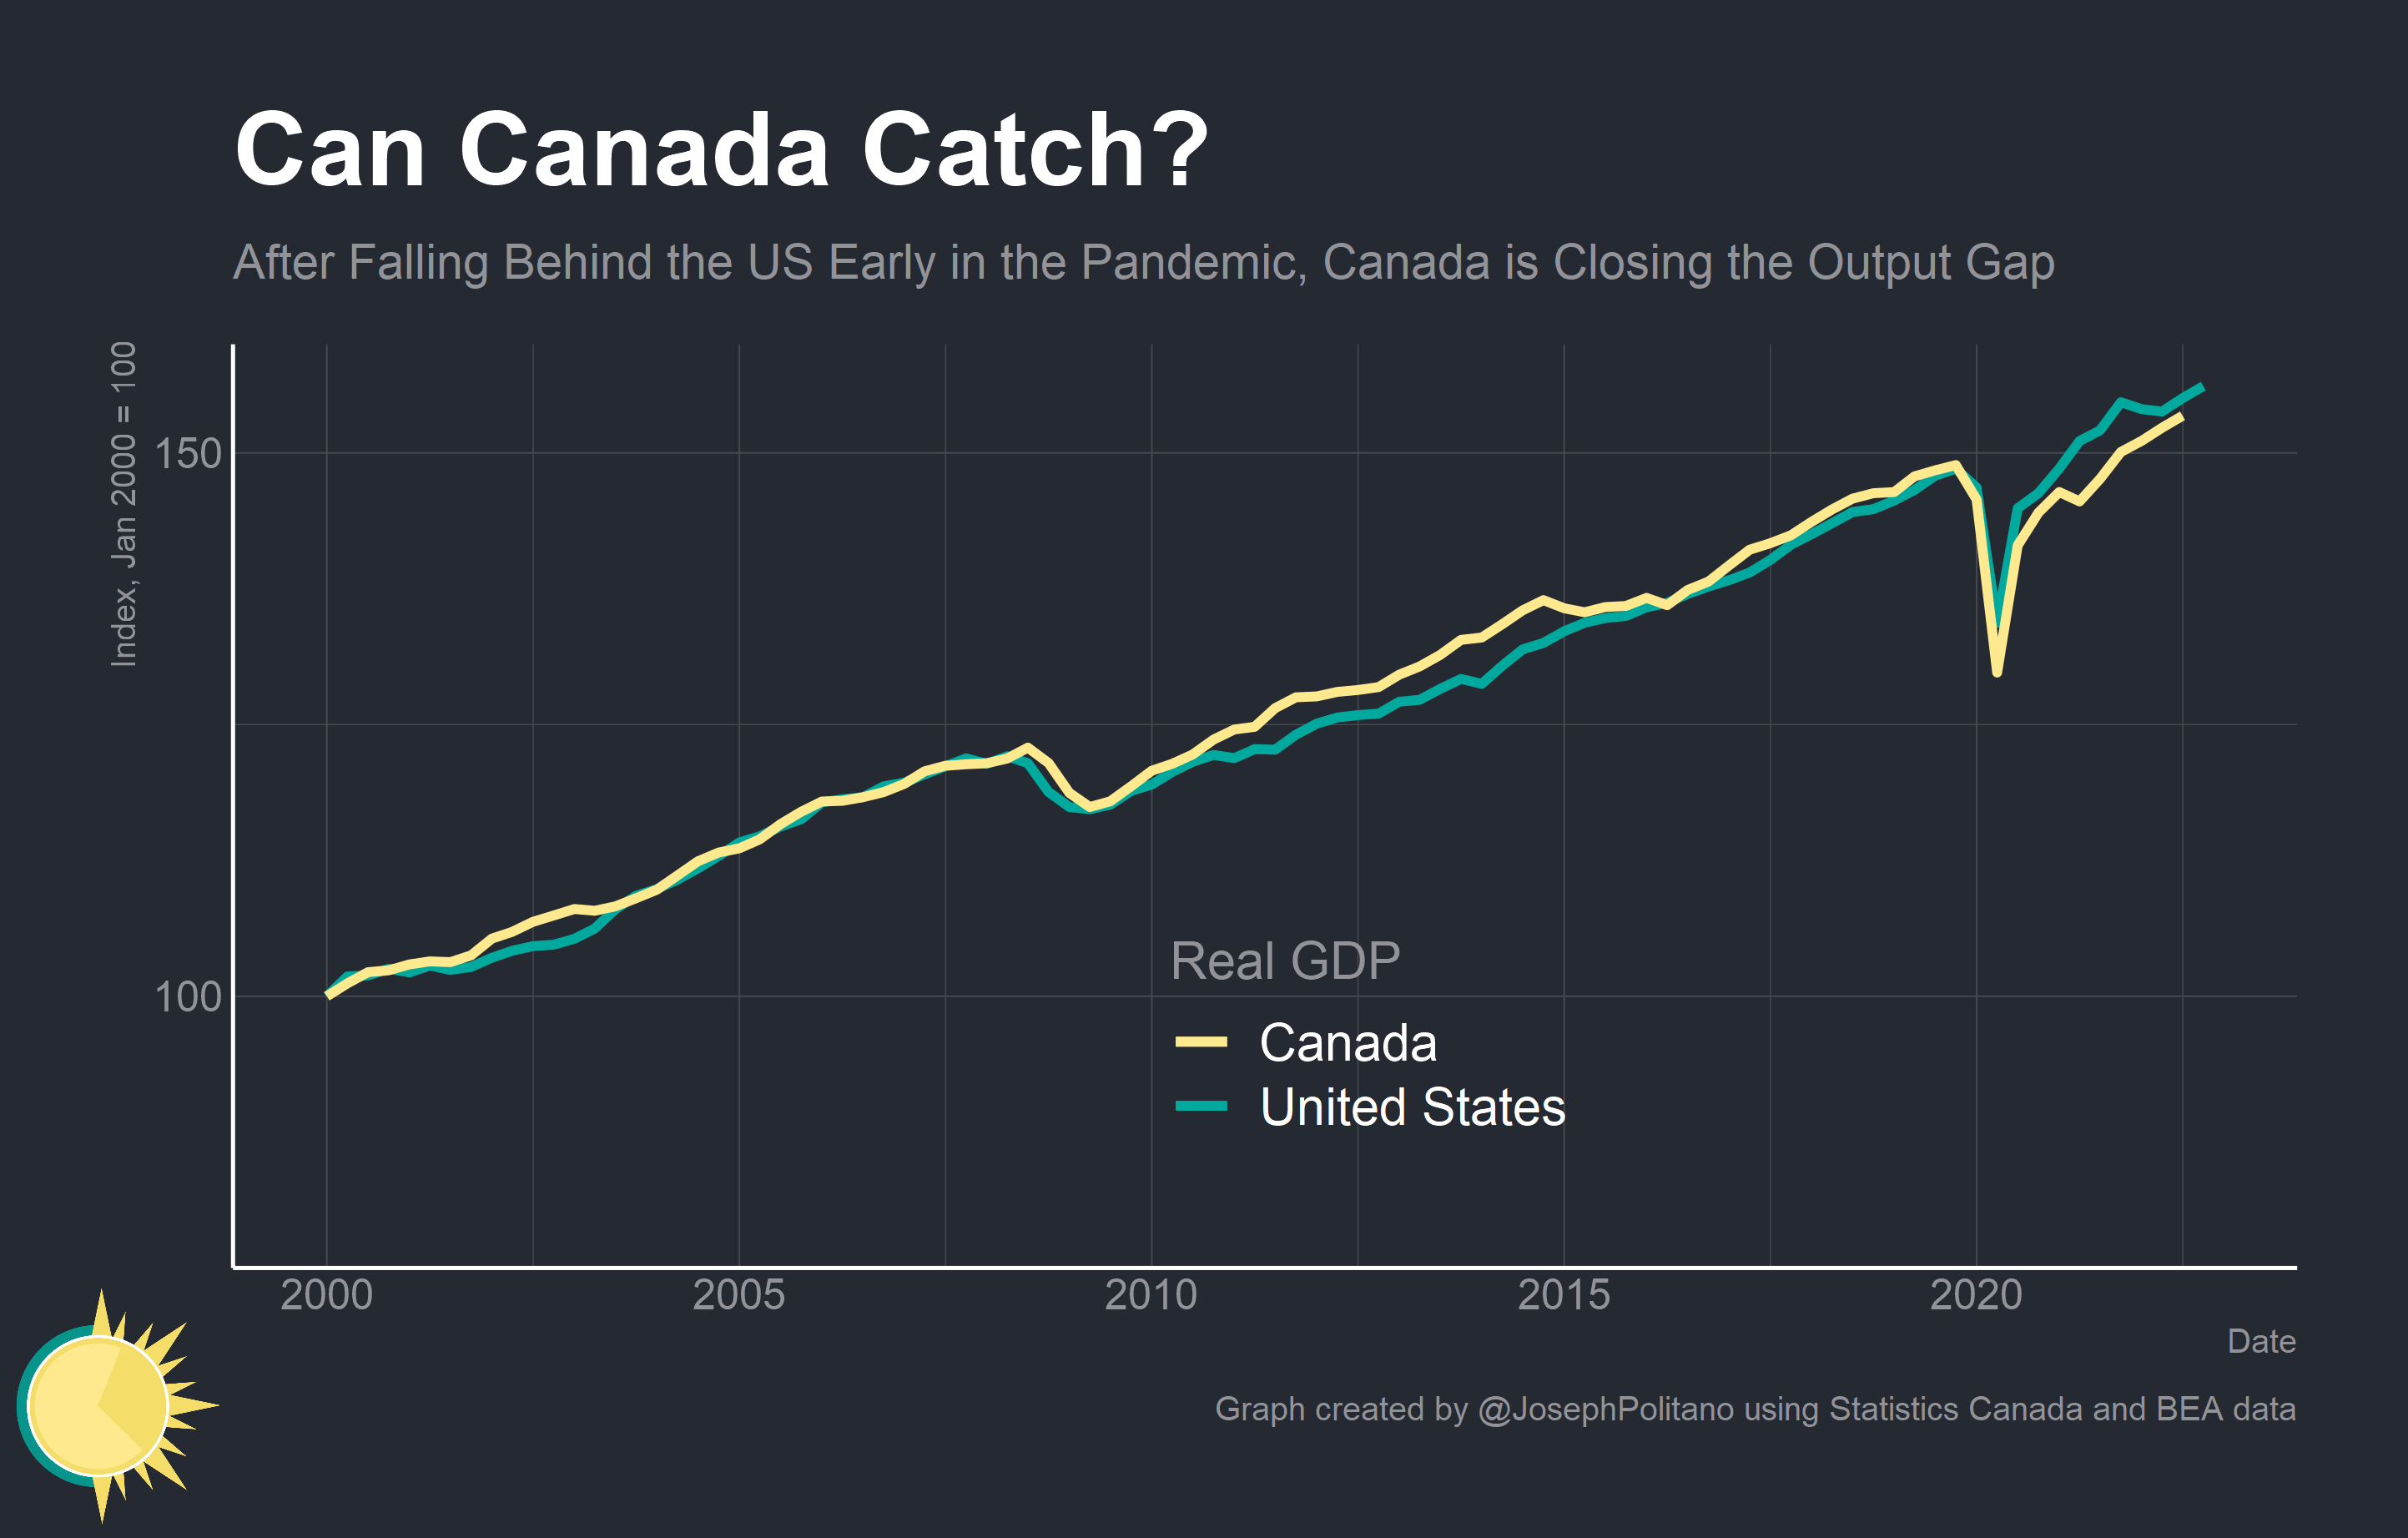 Can Canada Catch?
After Falling Behind the US Early in the Pandemic, Canada is Closing the Output Gap
Index, Jan 2000 = 100
150
100
Real GDP
Canada
United States
2000
2005
2010
2015
2020
Date
Graph created by @JosephPolitano using Statistics Canada and BEA data